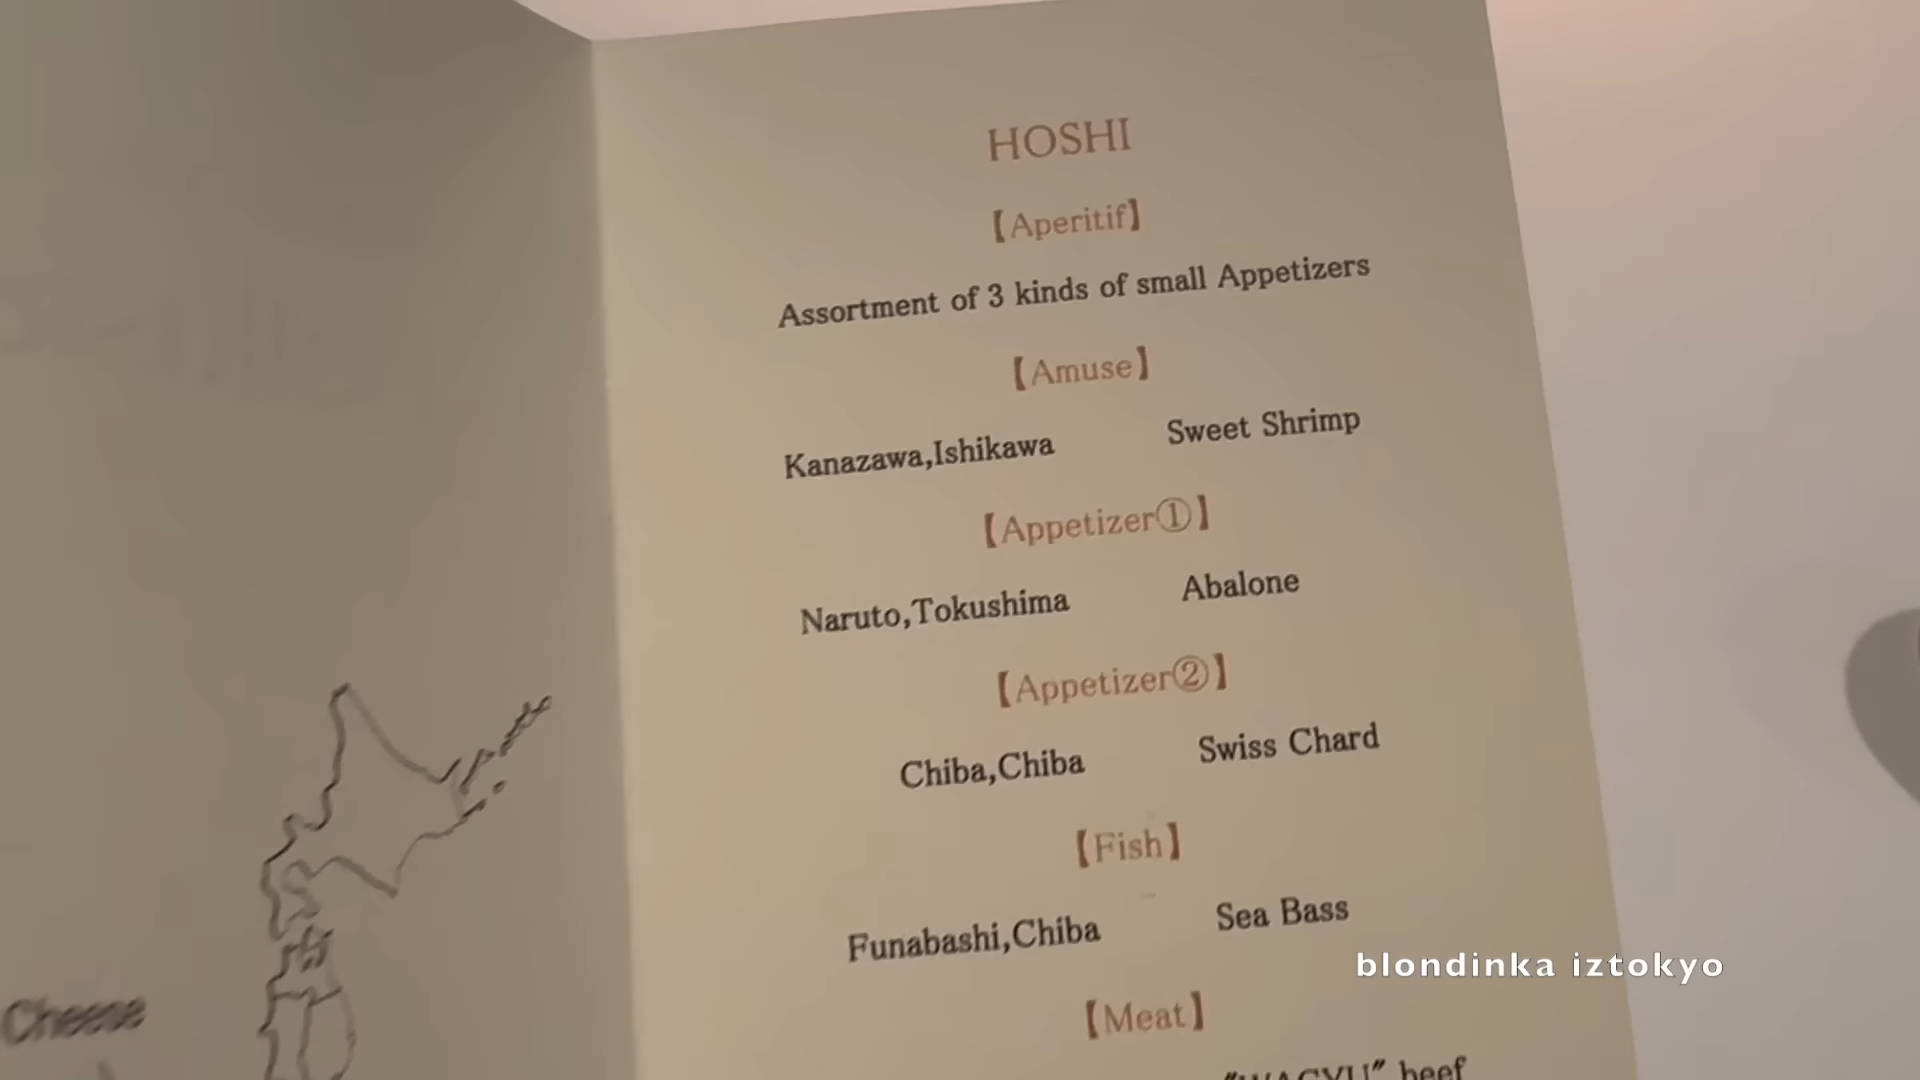 HOSHI
【Aperitif】
Assortment of 3 kinds of small Appetizers
【Amuse】
Kanazawa,Ishikawa Sweet Shrimp
【Appetizer①】
Naruto,Tokushima Abalone
【Appetizer②】
Chiba,Chiba Swiss Chard
【Fish】
Funabashi,Chiba Sea Bass
【Meat】
"WAGYU" beef
Cheese
blondinka iztokyo